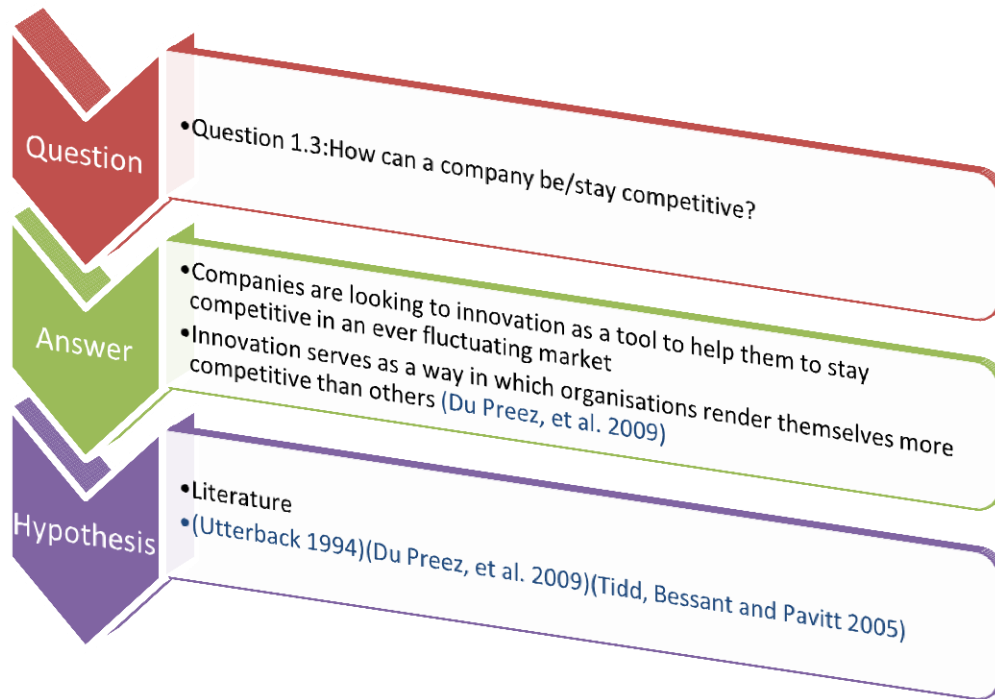 Question
•Question 1.3:How can a company be/stay competitive?
Answer
•Companies are looking to innovation as a tool to help them to stay
competitive in an ever fluctuating market
•Innovation serves as a way in which organisations render themselves more
competitive than others (Du Preez, et al. 2009)
Hypothesis
•Literature
•(Utterback 1994)(Du Preez, et al. 2009)(Tidd, Bessant and Pavitt 2005)